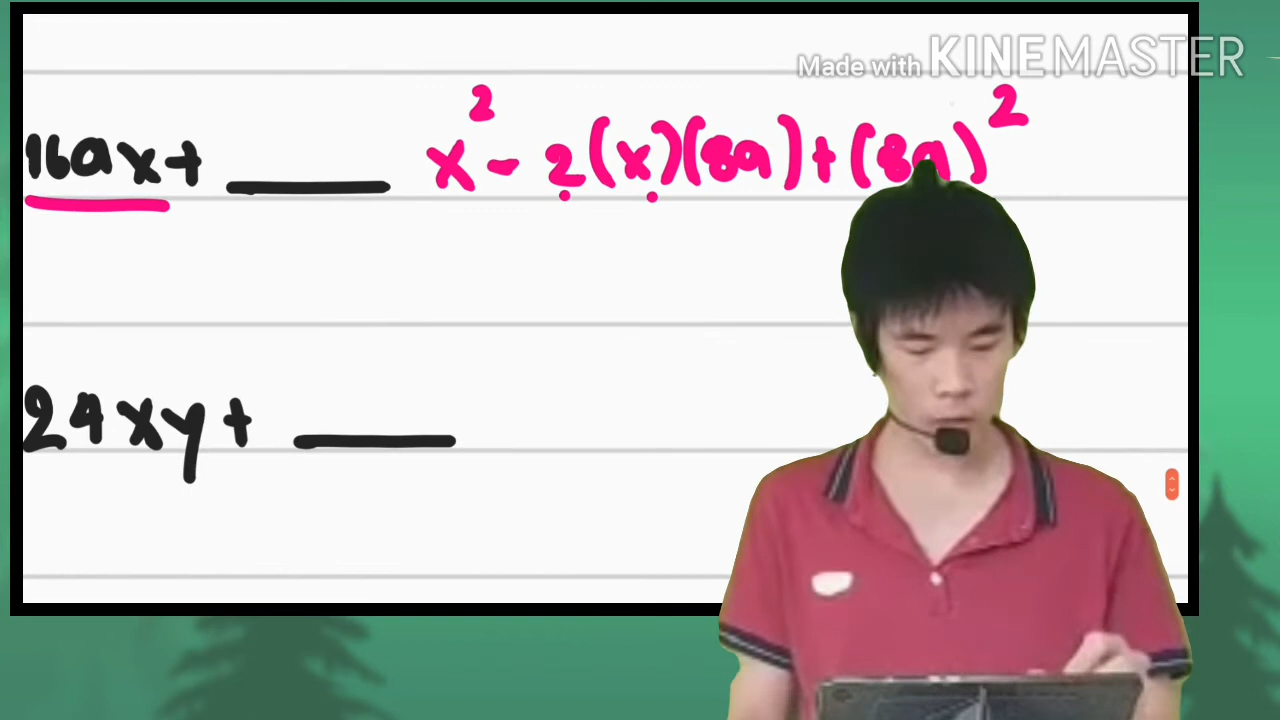 Made with KINEMASTER
16ax + ____ x² - 2(x)(8a) + (8a)²
24xy + ____